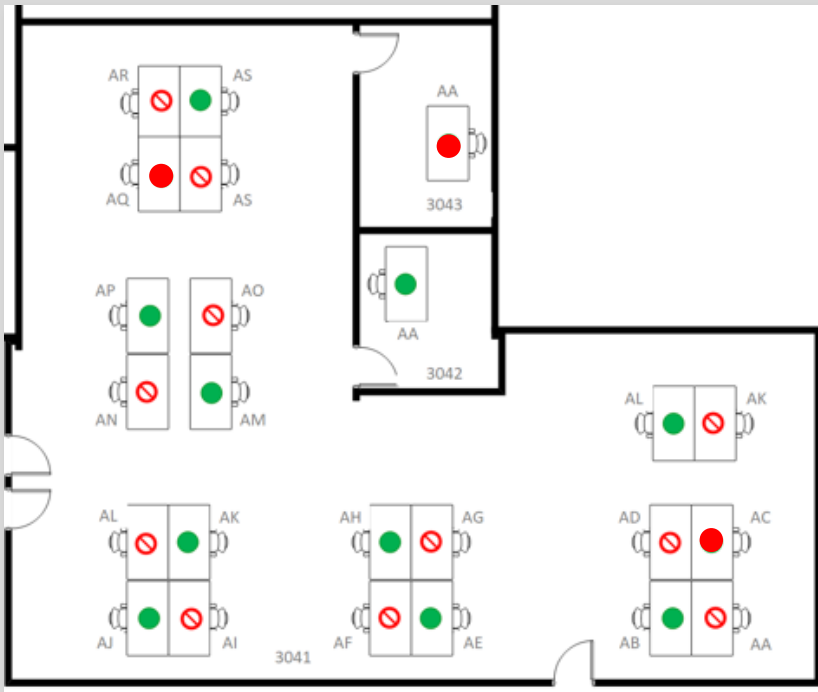 AR AS
AA
AQ AS
3043
AP AO
AA
3042
AN AM
AL AK
AL AK
AH AG
AD AC
AJ AI
AF AE
AB AA
3041